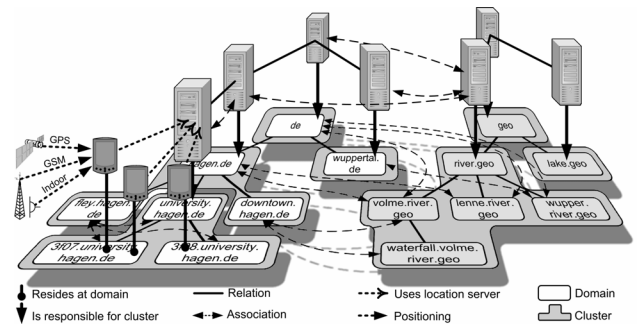 GPS
GSM
Indoor
de
geo
hagen.de
wuppertal.
de
river.geo
lake.geo
fley.hagen.
de
university.
hagen.de
downtown.
hagen.de
volme.river.
geo
lenne.river.
geo
wupper.
river.geo
3f07.university.
hagen.de
university.
hagen.de
waterfall.volme.
river.geo
Resides at domain
Relation
Uses location server
Domain
Is responsible for cluster
Association
Positioning
Cluster